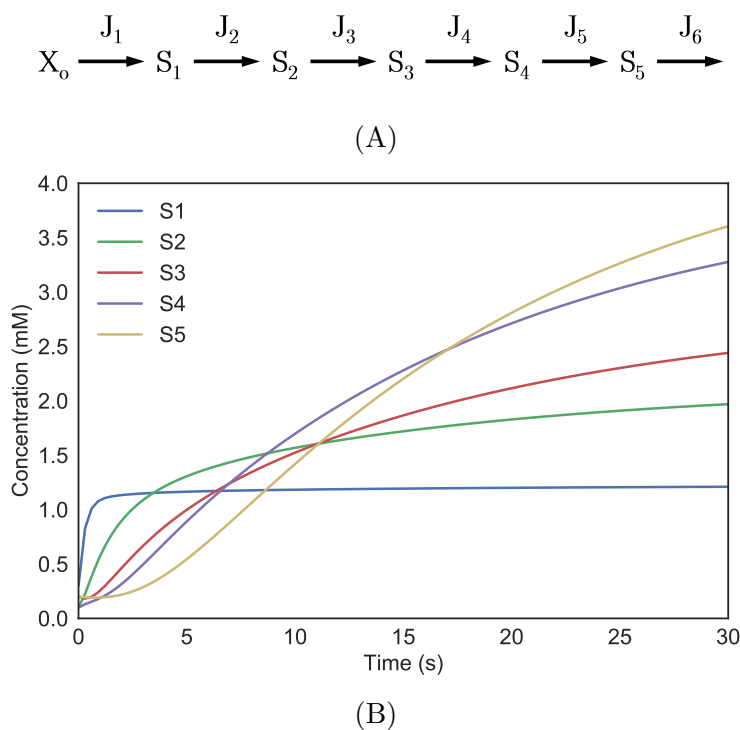 J₁ J₂ J₃ J₄ J₅ J₆
Xₒ S₁ S₂ S₃ S₄ S₅
(A)
4.0
3.5
3.0
2.5
2.0
1.5
1.0
0.5
0.0
Concentration (mM)
S1
S2
S3
S4
S5
0 5 10 15 20 25 30
Time (s)
(B)